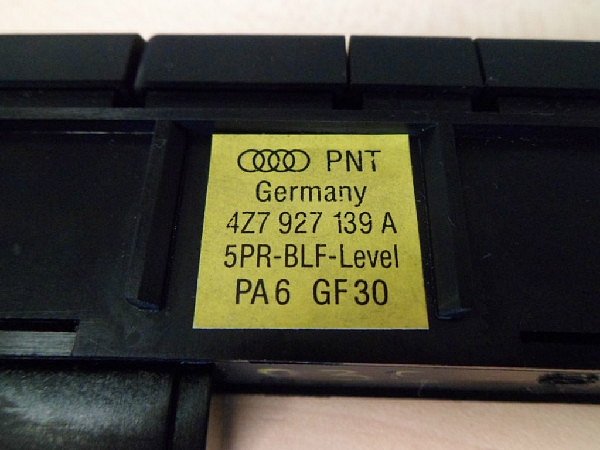 PNT
Germany
4Z7 927 139 A
5PR-BLF-Level
PA6 GF30